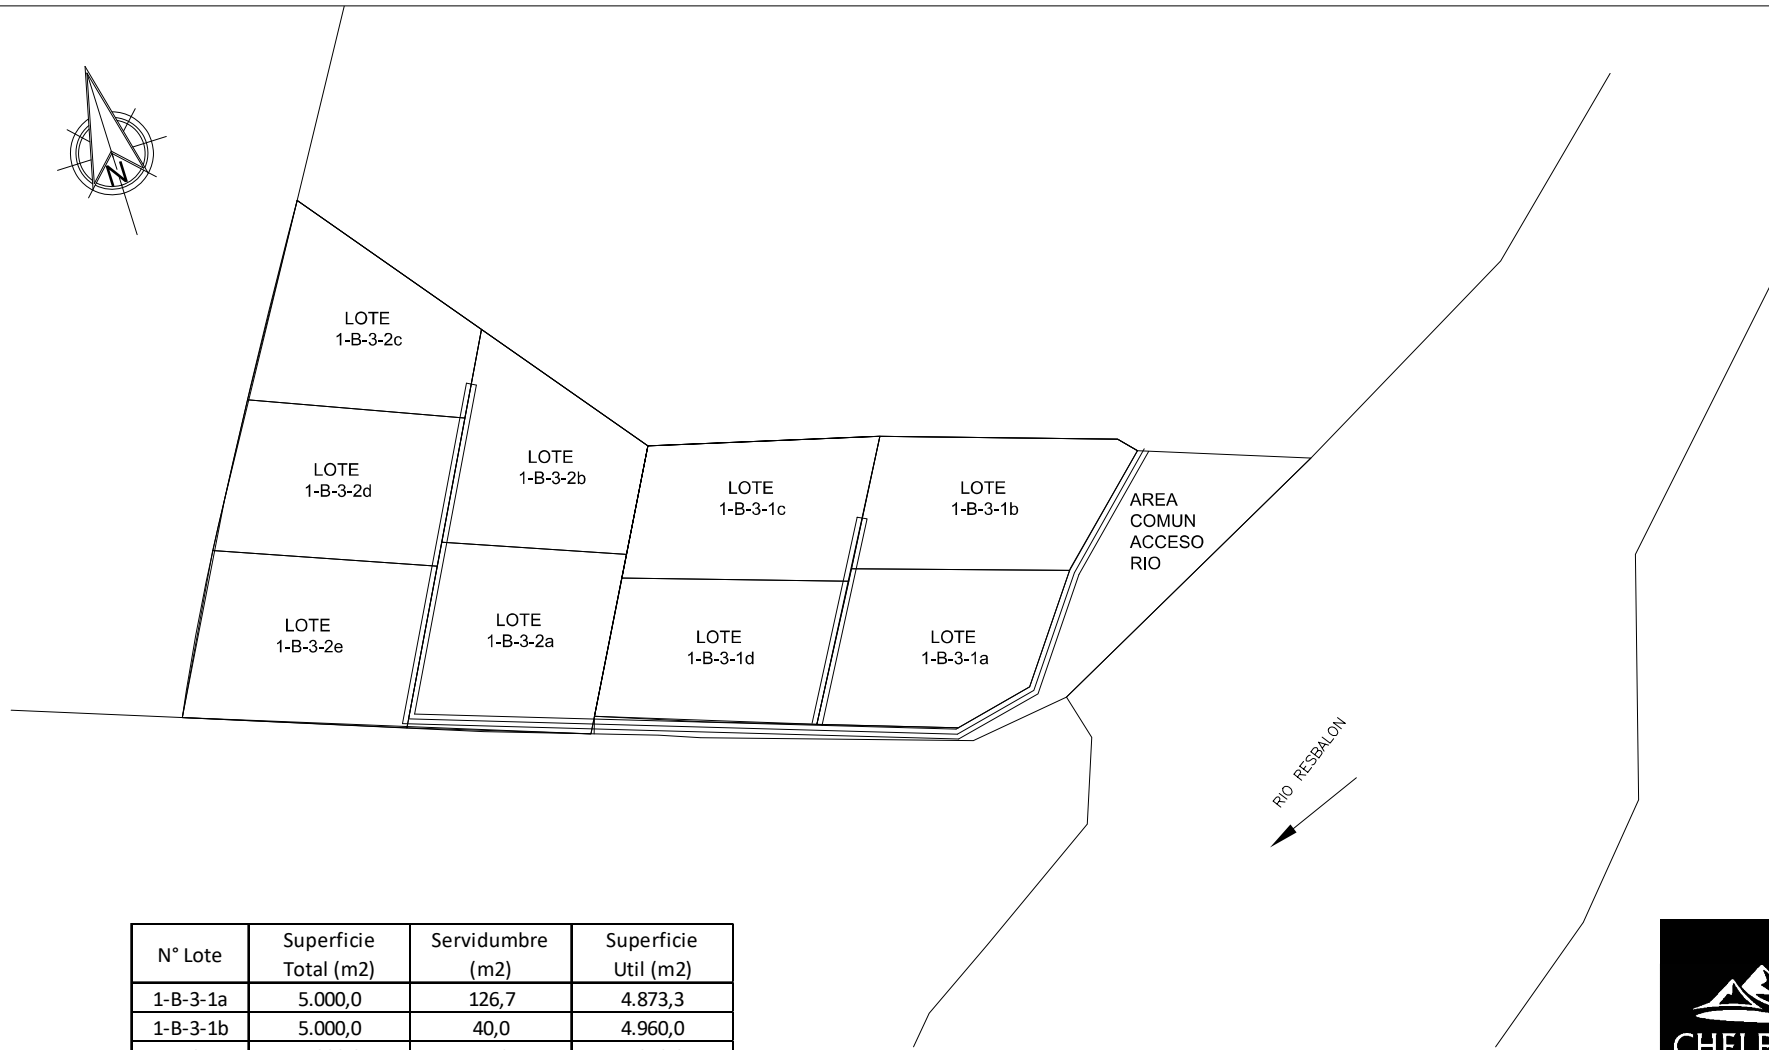 N
LOTE
1-B-3-2c
LOTE
1-B-3-2d
LOTE
1-B-3-2b
LOTE
1-B-3-1c
LOTE
1-B-3-1b
AREA
COMUN
ACCESO
RIO
LOTE
1-B-3-2e
LOTE
1-B-3-2a
LOTE
1-B-3-1d
LOTE
1-B-3-1a
RIO RESBALON
N° Lote Superficie Total (m2) Servidumbre (m2) Superficie Util (m2)
1-B-3-1a 5.000,0 126,7 4.873,3
1-B-3-1b 5.000,0 40,0 4.960,0